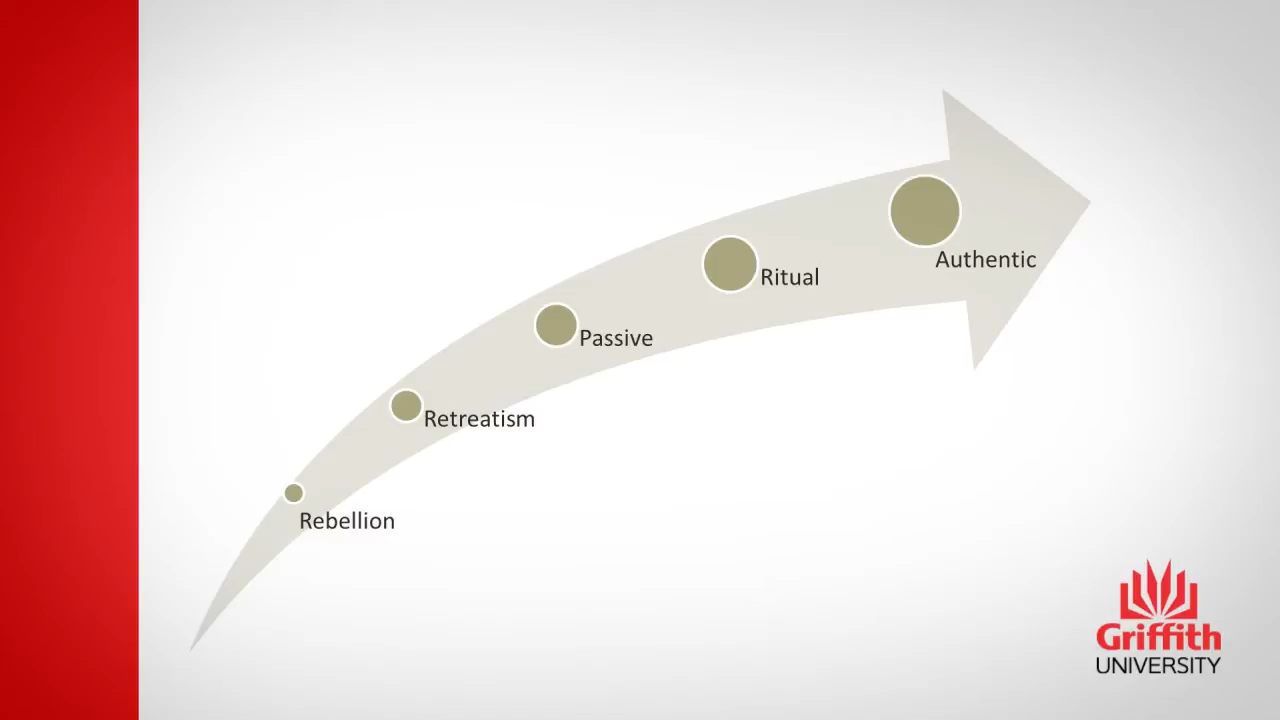 Authentic
Ritual
Passive
Retreatism
Rebellion
Griffith
UNIVERSITY